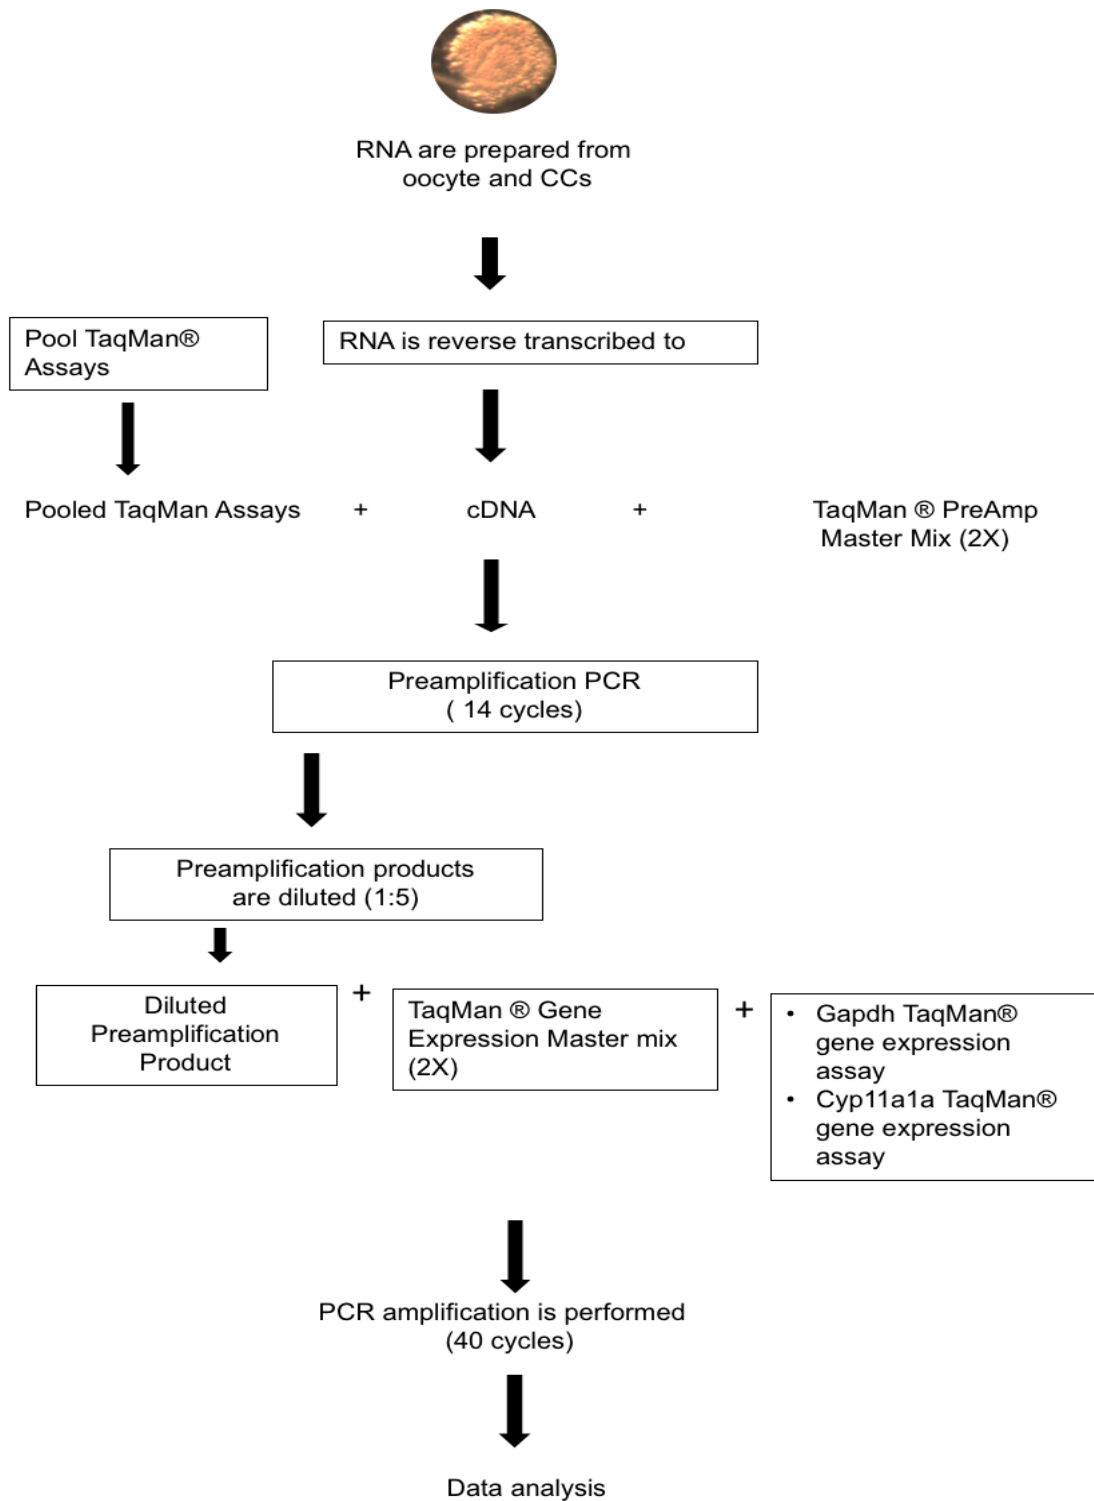 RNA are prepared from
oocyte and CCs
Pool TaqMan®
Assays
RNA is reverse transcribed to
Pooled TaqMan Assays + cDNA + TaqMan ® PreAmp
Master Mix (2X)
Preamplification PCR
( 14 cycles)
Preamplification products
are diluted (1:5)
Diluted
Preamplification
Product
+
TaqMan ® Gene
Expression Master mix
(2X)
+
• Gapdh TaqMan®
gene expression
assay
• Cyp11a1a TaqMan®
gene expression
assay
PCR amplification is performed
(40 cycles)
Data analysis